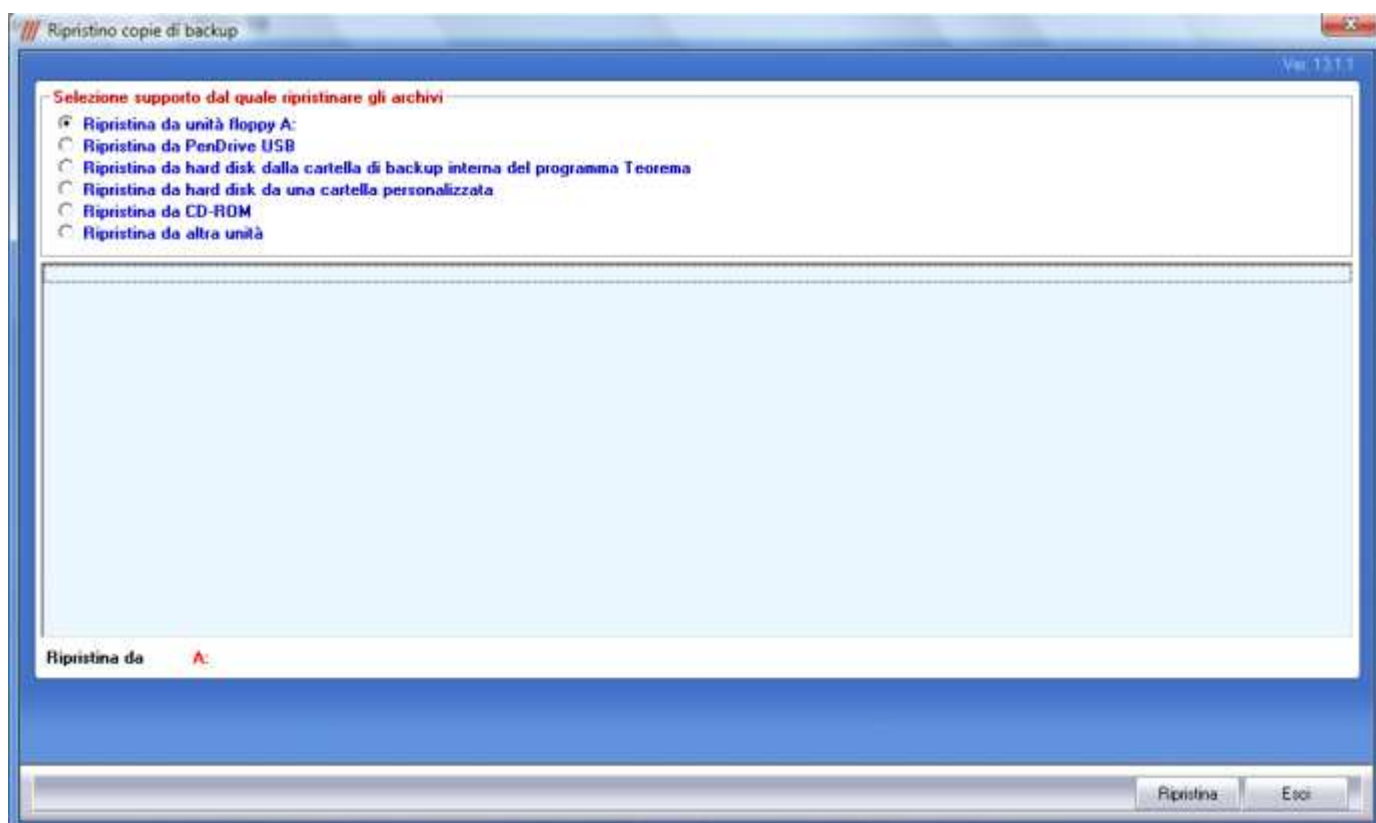 Ripristino copie di backup
Ver. 13.1.1
Selezione supporto dal quale ripristinare gli archivi
Ripristina da unità floppy A:
Ripristina da PenDrive USB
Ripristina da hard disk dalla cartella di backup interna del programma Teorema
Ripristina da hard disk da una cartella personalizzata
Ripristina da CD-ROM
Ripristina da altra unità
Ripristina da A:
Ripristina Esci